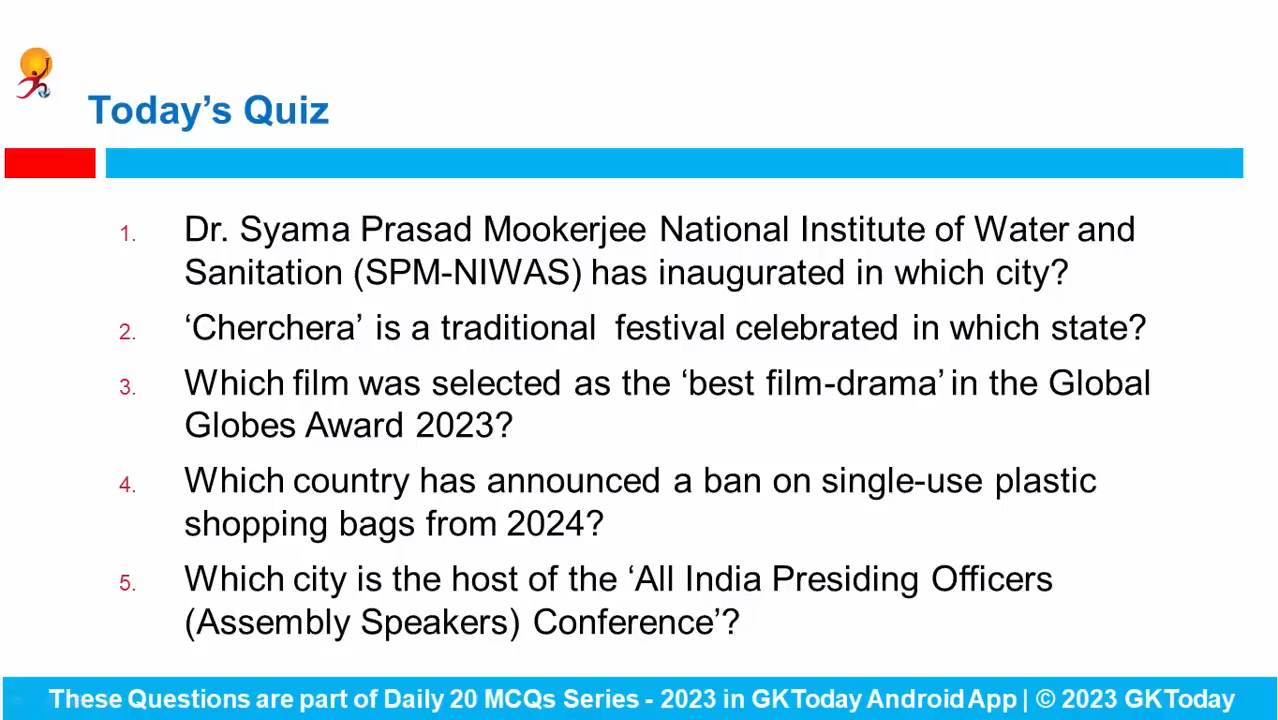 Today’s Quiz
1. Dr. Syama Prasad Mookerjee National Institute of Water and
Sanitation (SPM-NIWAS) has inaugurated in which city?
2. ‘Cherchera’ is a traditional festival celebrated in which state?
3. Which film was selected as the ‘best film-drama’ in the Global
Globes Award 2023?
4. Which country has announced a ban on single-use plastic
shopping bags from 2024?
5. Which city is the host of the ‘All India Presiding Officers
(Assembly Speakers) Conference’?
These Questions are part of Daily 20 MCQs Series - 2023 in GKToday Android App | © 2023 GKToday